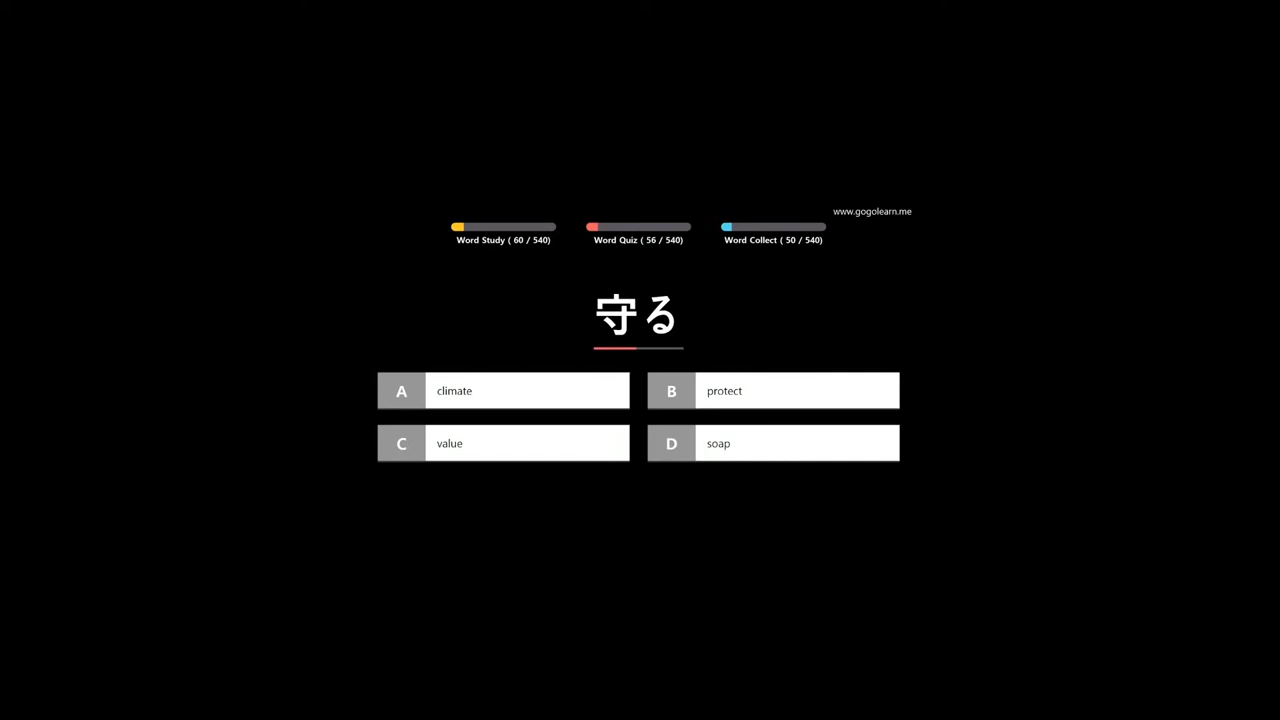 www.gogolearn.me
Word Study ( 60 / 540)
Word Quiz ( 56 / 540)
Word Collect ( 50 / 540)
守る
A climate
B protect
C value
D soap